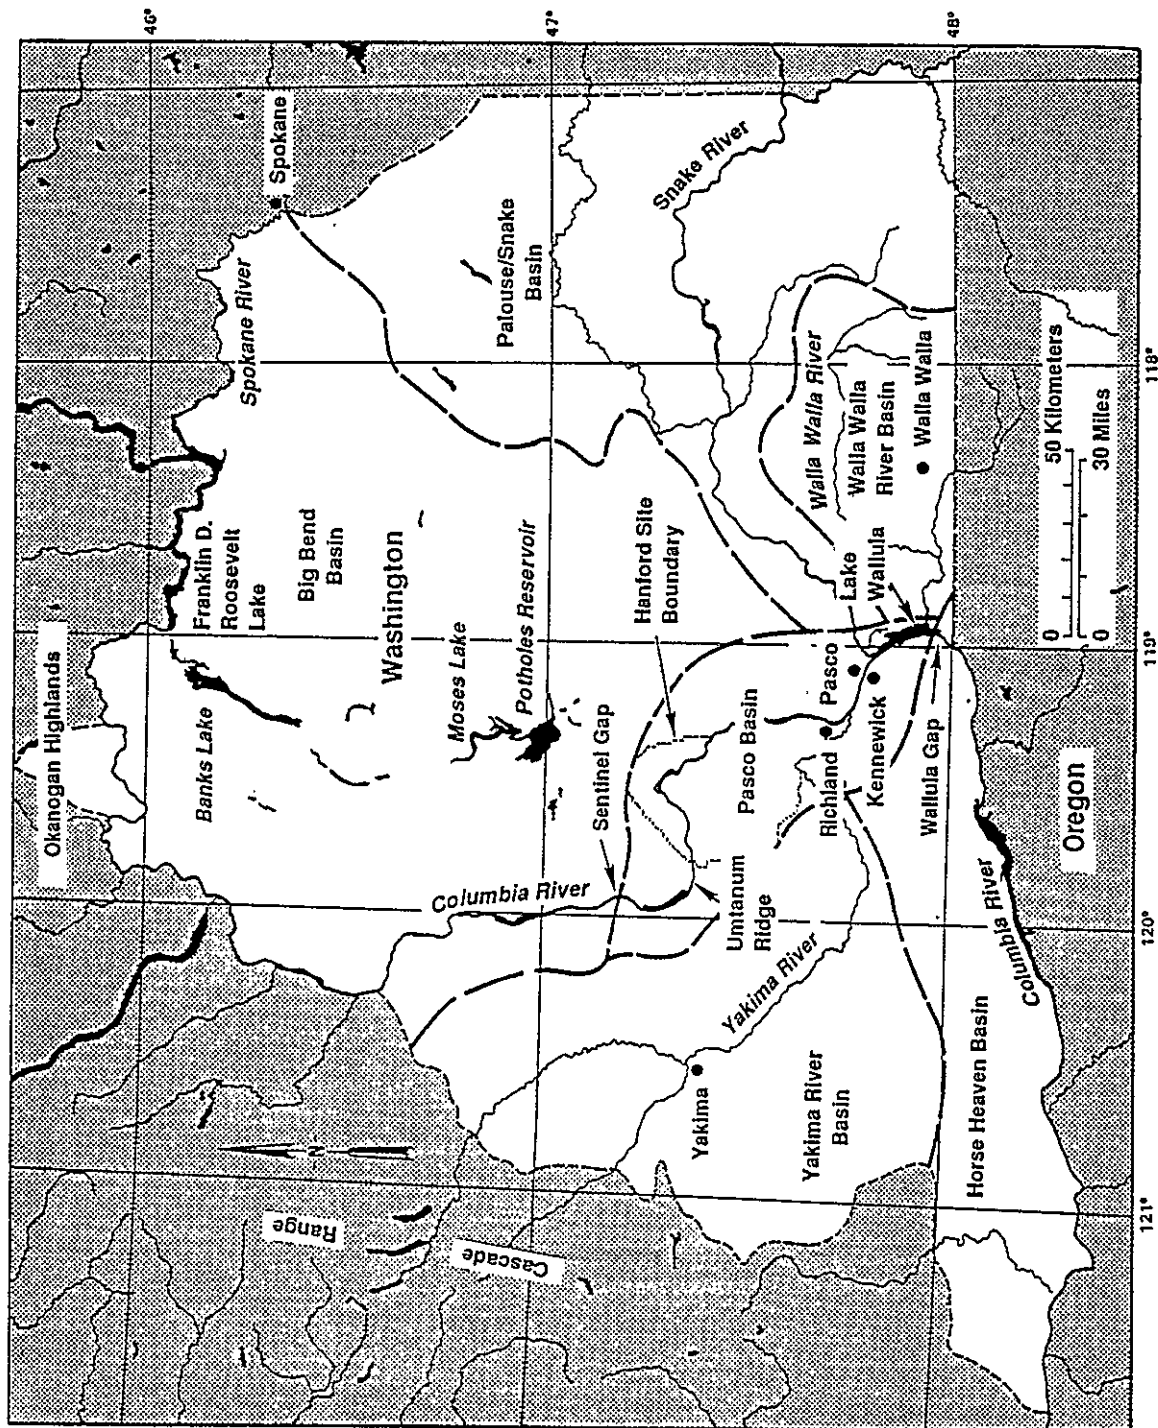 46°
47°
48°
Okanogan Highlands
Spokane
Spokane River
Franklin D.
Roosevelt
Lake
Banks Lake
Big Bend
Basin
Washington
Moses Lake
Potholes Reservoir
Palouse/Snake
Basin
Snake River
Columbia River
Sentinel Gap
Hanford Site
Boundary
Cascade
Range
N
Umtanum
Ridge
Pasco Basin
Yakima River
Yakima
Yakima River
Basin
Richland
Kennewick
Pasco
Lake
Wallula
Wallula Gap
Walla Walla River
Walla Walla
River Basin
Walla Walla
Horse Heaven Basin
Columbia River
Oregon
0 50 Kilometers
0 30 Miles
121°
120°
119°
118°